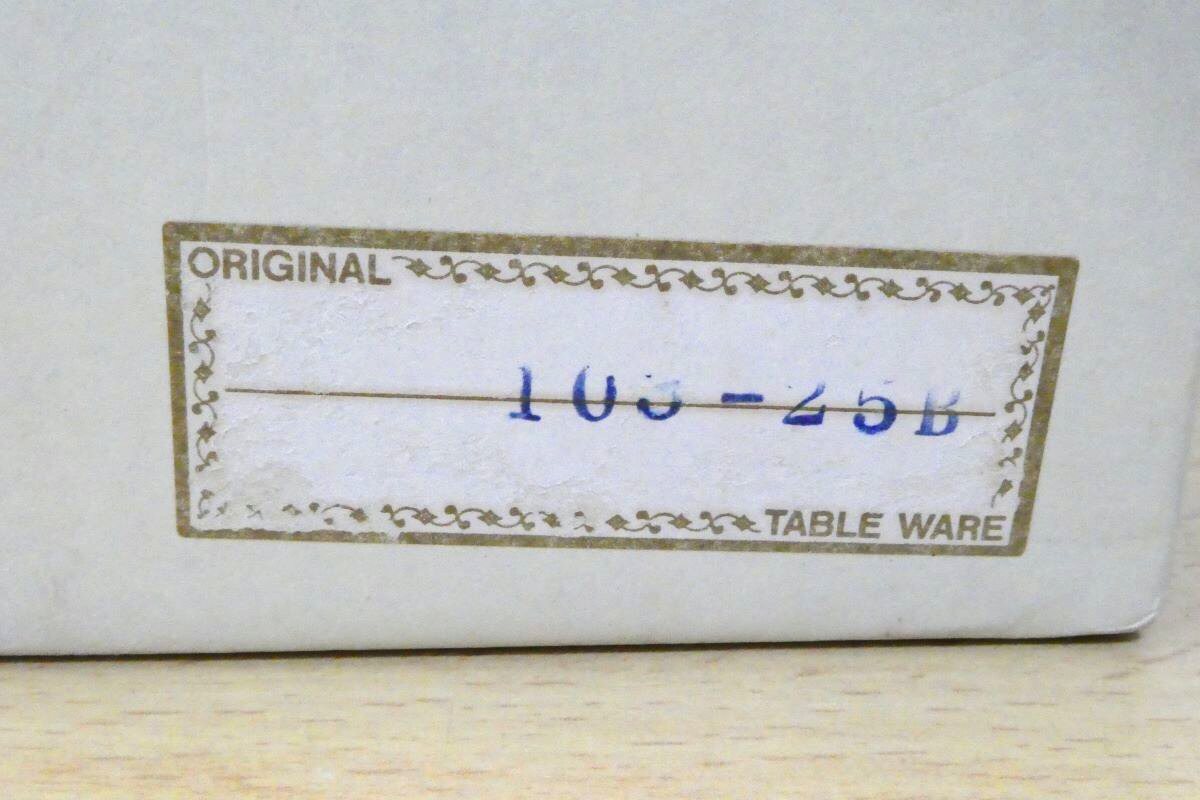 ORIGINAL
103-25B
TABLE WARE